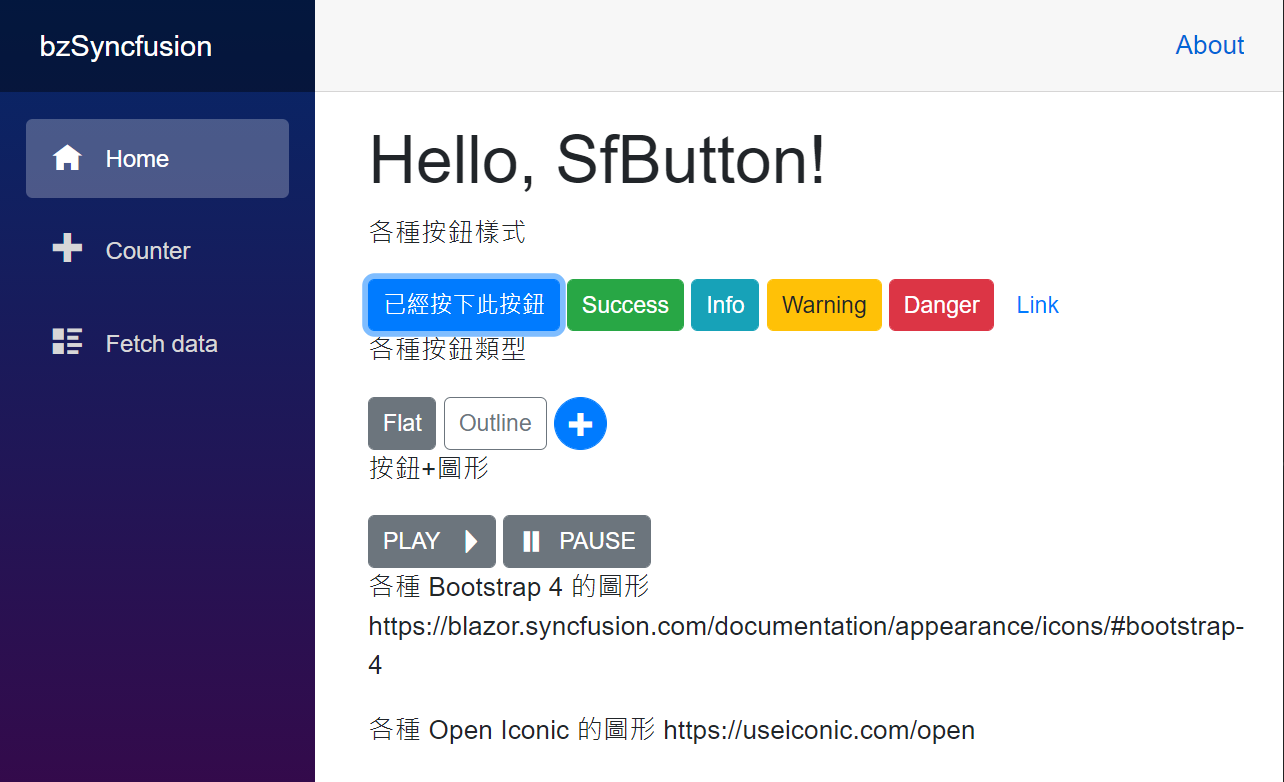 bzSyncfusion
About
Home
Counter
Fetch data
Hello, SfButton!
各種按鈕樣式
已經按下此按鈕 Success Info Warning Danger Link
各種按鈕類型
Flat Outline
按鈕+圖形
PLAY PAUSE
各種 Bootstrap 4 的圖形
https://blazor.syncfusion.com/documentation/appearance/icons/#bootstrap-
4
各種 Open Iconic 的圖形 https://useiconic.com/open